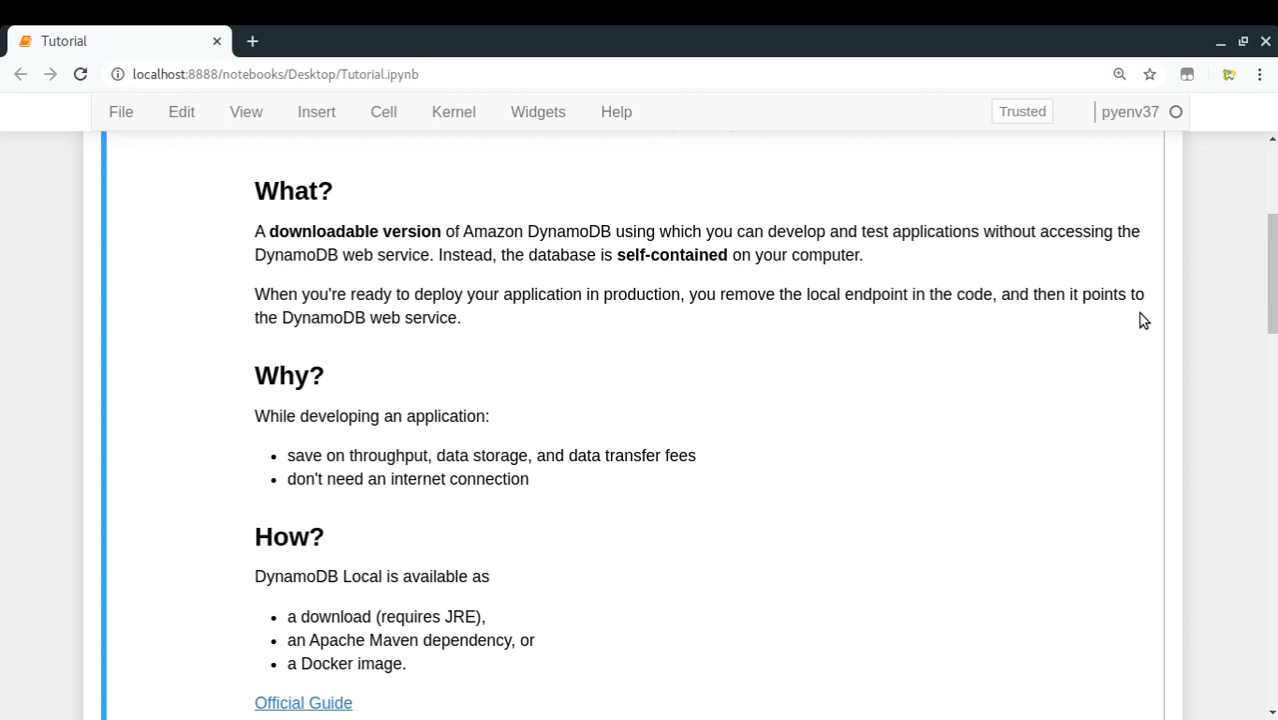 Tutorial
localhost:8888/notebooks/Desktop/Tutorial.ipynb
File Edit View Insert Cell Kernel Widgets Help Trusted pyenv37
What?
A downloadable version of Amazon DynamoDB using which you can develop and test applications without accessing the
DynamoDB web service. Instead, the database is self-contained on your computer.
When you're ready to deploy your application in production, you remove the local endpoint in the code, and then it points to
the DynamoDB web service.
Why?
While developing an application:
• save on throughput, data storage, and data transfer fees
• don't need an internet connection
How?
DynamoDB Local is available as
• a download (requires JRE),
• an Apache Maven dependency, or
• a Docker image.
Official Guide